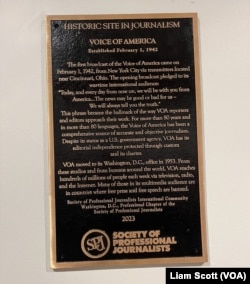 HISTORIC SITE IN JOURNALISM
VOICE OF AMERICA
Established February 1, 1942
The first broadcast of the Voice of America came on
February 1, 1942, from New York City via transmitters located
near Cincinnati, Ohio. The opening broadcast pledged to its
wartime international audience:
"Today, and every day from now on, we will be with you from
America... The news may be good or bad for us –
We will always tell you the truth."
This phrase became the hallmark of the way VOA reporters
and editors approach their work. For more than 80 years and
in more than 40 languages, the Voice of America has been a
comprehensive source of accurate and objective journalism.
Despite its status as a U.S. government agency, VOA has its
editorial independence protected through custom
and its charter.
VOA moved to its Washington, D.C., office in 1953. From
these studios and from around the world, VOA reaches
hundreds of millions of people each week via television, radio,
and the Internet. Many of those in its multimedia audience are
in countries where free press and free speech are banned.
Society of Professional Journalists International Community
Washington, D.C., Professional Chapter of the
Society of Professional Journalists
2023
SPJ
SOCIETY OF
PROFESSIONAL
JOURNALISTS
Liam Scott (VOA)